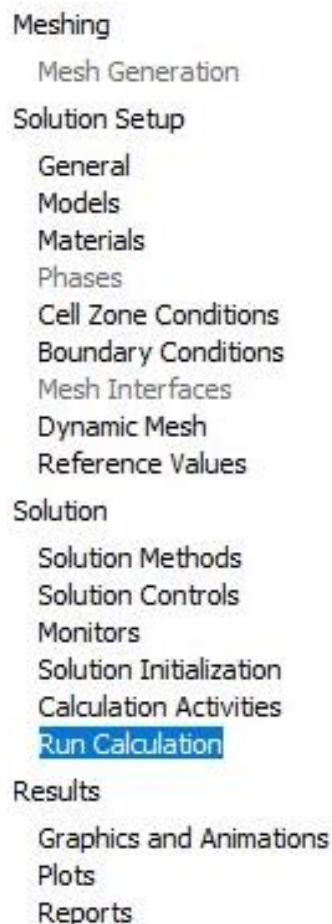 Meshing
Mesh Generation
Solution Setup
General
Models
Materials
Phases
Cell Zone Conditions
Boundary Conditions
Mesh Interfaces
Dynamic Mesh
Reference Values
Solution
Solution Methods
Solution Controls
Monitors
Solution Initialization
Calculation Activities
Run Calculation
Results
Graphics and Animations
Plots
Reports